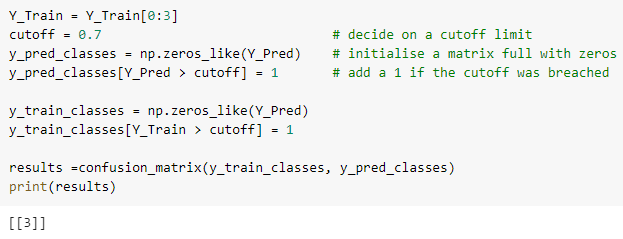 Y_Train = Y_Train[0:3]
cutoff = 0.7                              # decide on a cutoff limit
y_pred_classes = np.zeros_like(Y_Pred)    # initialise a matrix full with zeros
y_pred_classes[Y_Pred > cutoff] = 1       # add a 1 if the cutoff was breached
y_train_classes = np.zeros_like(Y_Pred)
y_train_classes[Y_Train > cutoff] = 1
results =confusion_matrix(y_train_classes, y_pred_classes)
print(results)
[[3]]